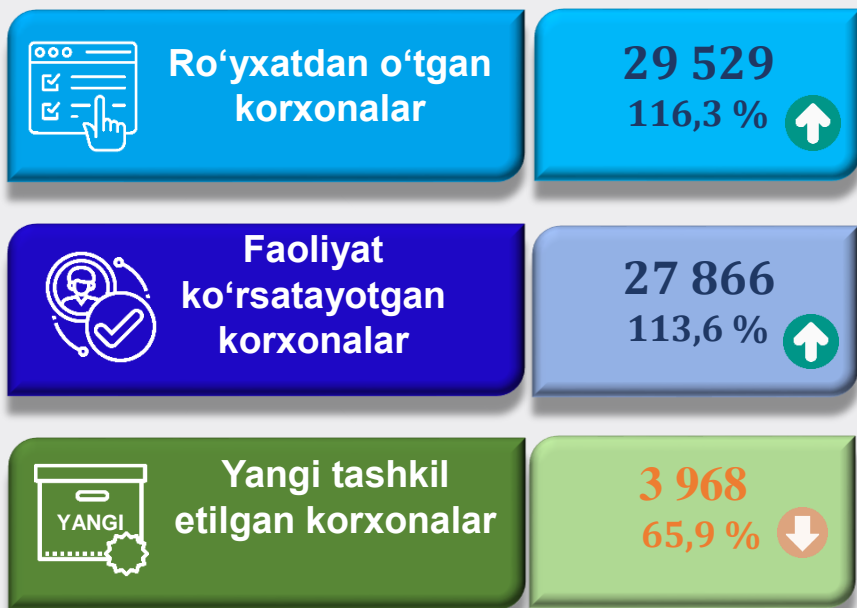 Ro‘yxatdan o‘tgan
korxonalar
29 529
116,3 %
Faoliyat
ko‘rsatayotgan
korxonalar
27 866
113,6 %
YANGI
Yangi tashkil
etilgan korxonalar
3 968
65,9 %